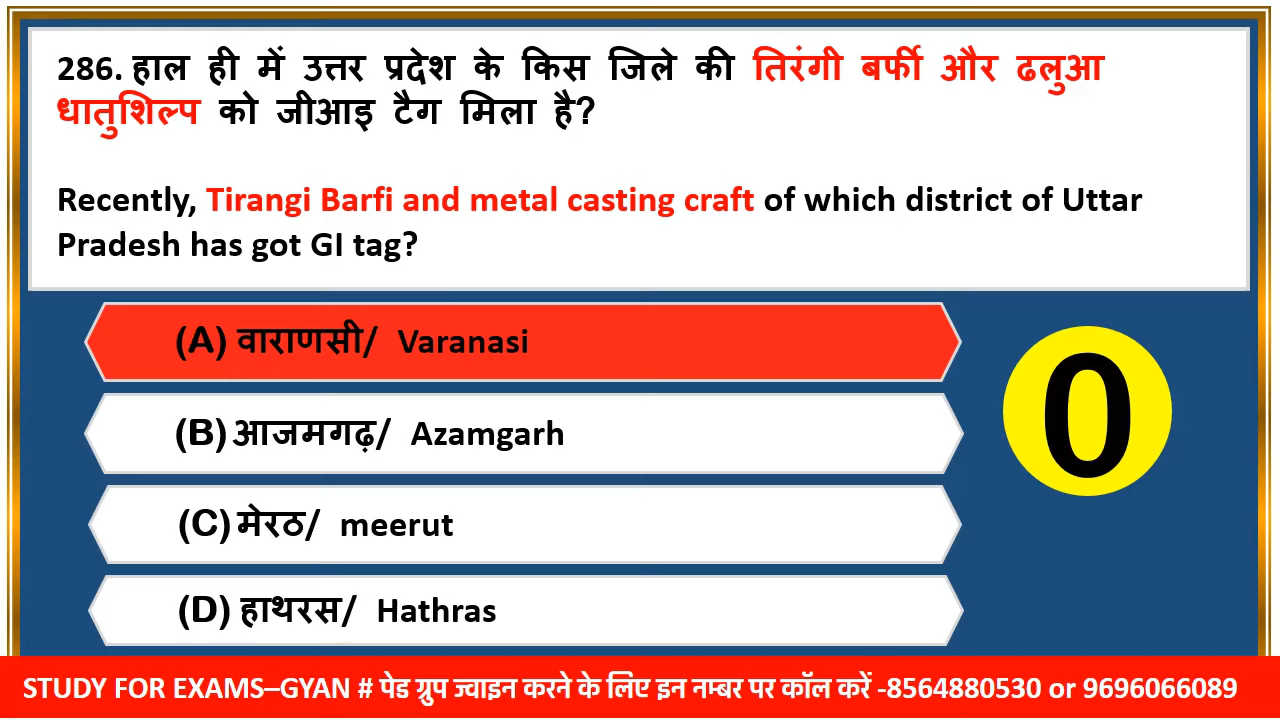 286. हाल ही में उत्तर प्रदेश के किस जिले की तिरंगी बर्फी और ढलुआ
धातुशिल्प को जीआइ टैग मिला है?
Recently, Tirangi Barfi and metal casting craft of which district of Uttar
Pradesh has got GI tag?
(A) वाराणसी/ Varanasi
(B) आजमगढ़/ Azamgarh
(C) मेरठ/ meerut
(D) हाथरस/ Hathras
0
STUDY FOR EXAMS–GYAN # पेड ग्रुप ज्वाइन करने के लिए इन नम्बर पर कॉल करें -8564880530 or 9696066089